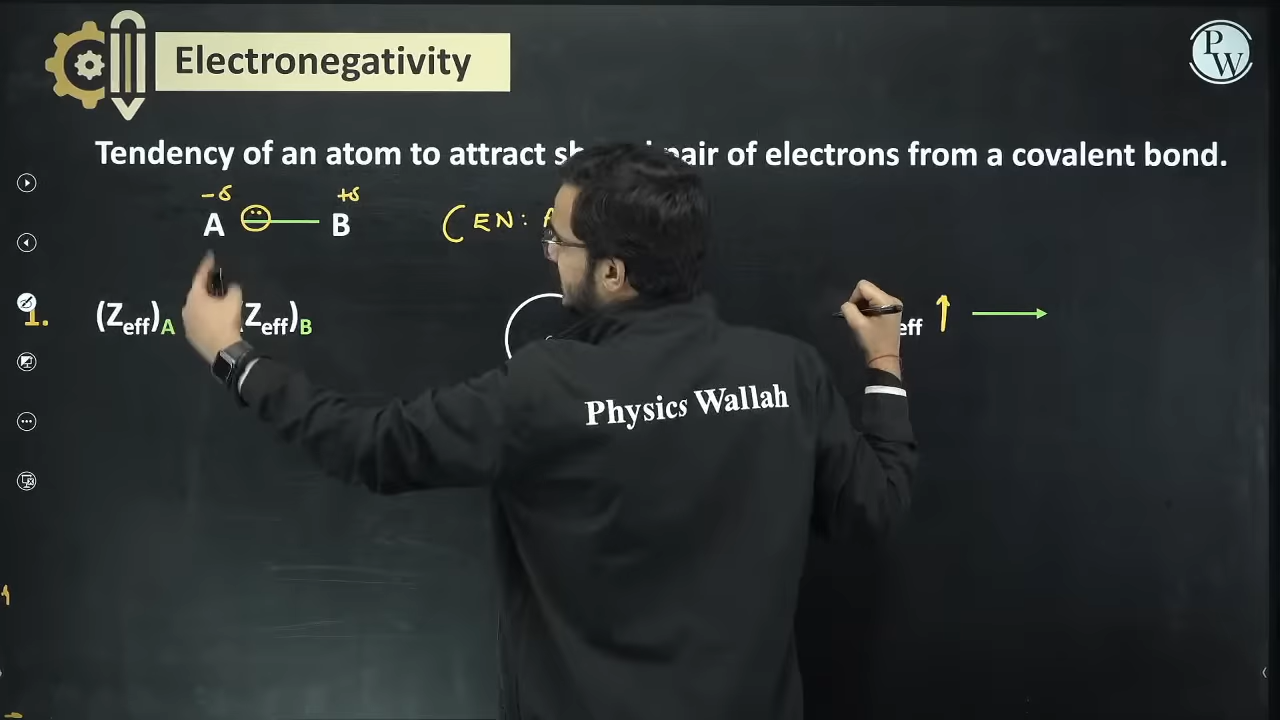 Electronegativity
PW
Tendency of an atom to attract pair of electrons from a covalent bond.
-δ +δ
A B (EN:
1. (Zeff)A Zeff)B eff ↑ →
Physics Wallah